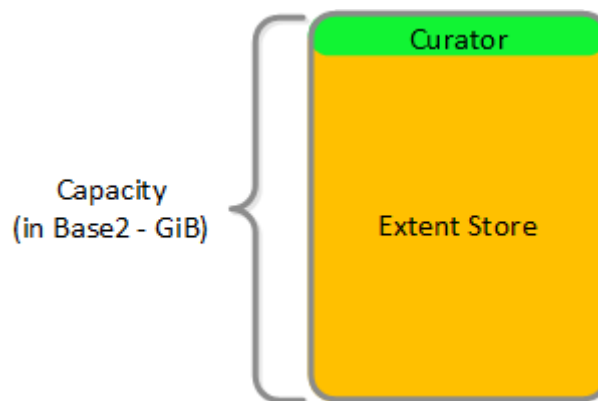 Curator
Capacity
(in Base2 - GiB)
Extent Store